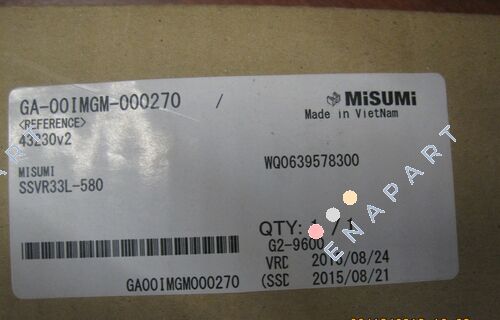 GA-00IMGM-000270 /
<REFERENCE>
43230v2
MISUMI
SSVR33L-580
GA00IMGM000270
MiSUMi
Made in VietNam
WQ0639578300
QTY: 1 / 1
G2-9600
VRD 2015/08/24
(SSD 2015/08/21
ENAPART
ENAPART